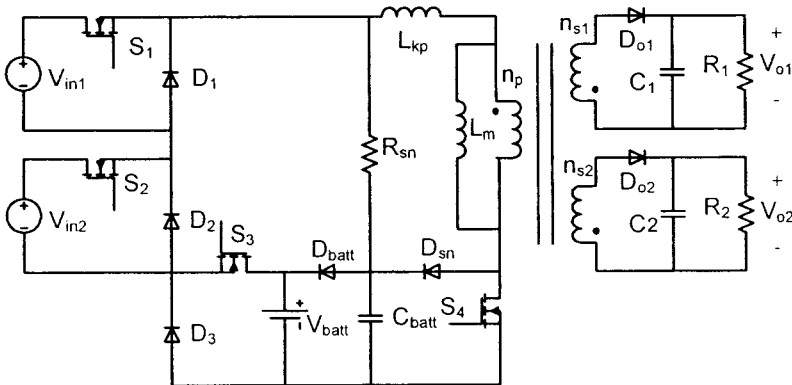 S1
Lkp
ns1
Do1
+
Vin1
D1
np
C1
R1
Vo1
-
Lm
Rsn
S2
ns2
Do2
+
Vin2
D2
S3
C2
R2
Vo2
-
Dbatt
Dsn
S4
+
Vbatt
Cbatt
D3